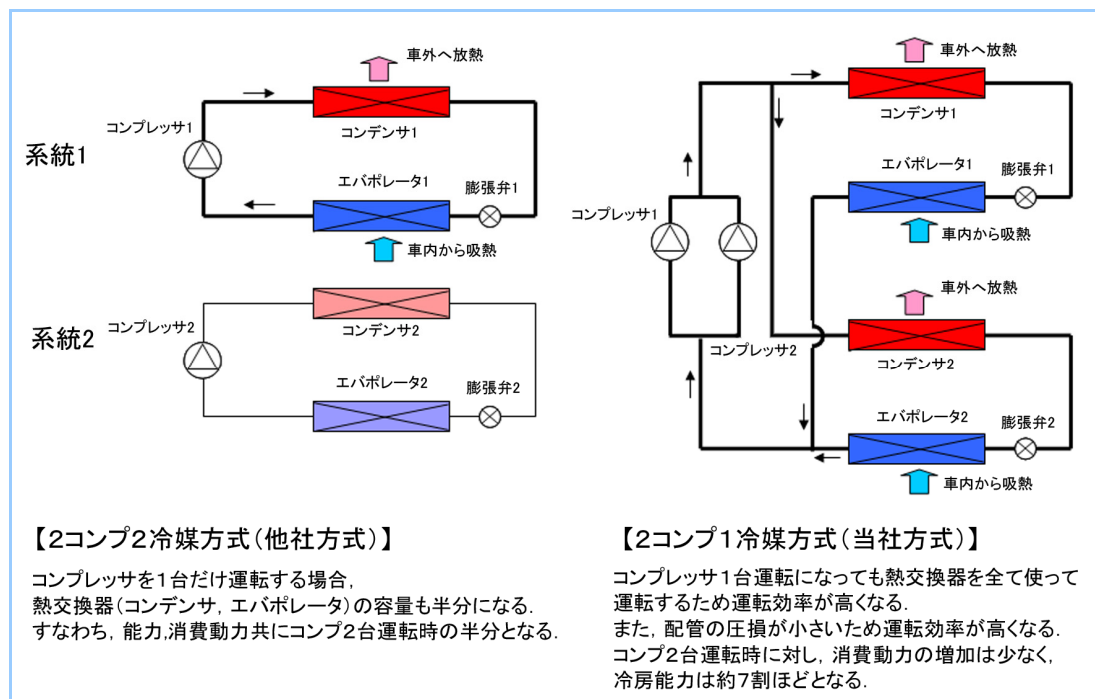 車外へ放熱
コンプレッサ1
コンデンサ1
系統1
エバポレータ1
膨張弁1
車内から吸熱
コンプレッサ2
コンデンサ2
系統2
エバポレータ2
膨張弁2
【2コンプ2冷媒方式(他社方式)】
コンプレッサを1台だけ運転する場合,
熱交換器(コンデンサ, エバポレータ)の容量も半分になる.
すなわち, 能力,消費動力共にコンプ2台運転時の半分となる.
車外へ放熱
コンデンサ1
エバポレータ1
膨張弁1
コンプレッサ1
車内から吸熱
車外へ放熱
コンプレッサ2
コンデンサ2
エバポレータ2
膨張弁2
車内から吸熱
【2コンプ1冷媒方式(当社方式)】
コンプレッサ1台運転になっても熱交換器を全て使って
運転するため運転効率が高くなる.
また, 配管の圧損が小さいため運転効率が高くなる.
コンプ2台運転時に対し, 消費動力の増加は少なく,
冷房能力は約7割ほどとなる.